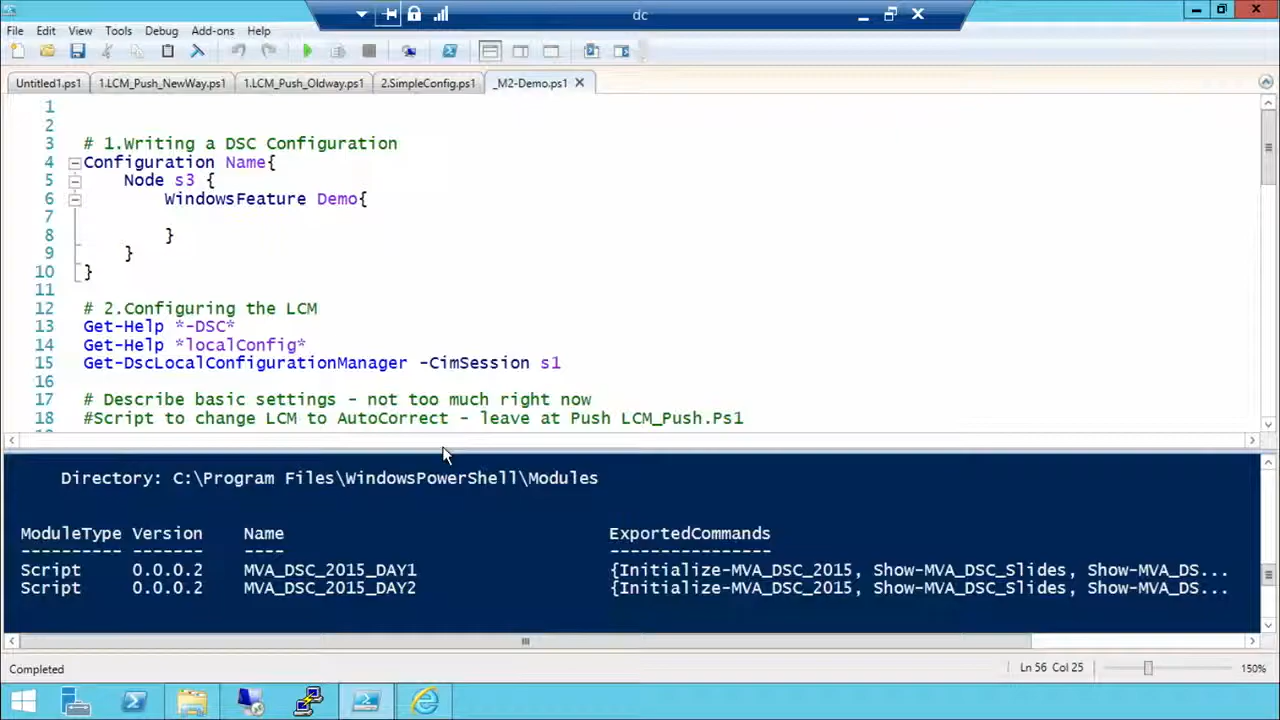 dc
File Edit View Tools Debug Add-ons Help
Untitled1.ps1 1.LCM_Push_NewWay.ps1 1.LCM_Push_Oldway.ps1 2.SimpleConfig.ps1 _M2-Demo.ps1
1
2
3 # 1.Writing a DSC Configuration
4 Configuration Name{
5 Node s3 {
6 WindowsFeature Demo{
7
8 }
9 }
10 }
11
12 # 2.Configuring the LCM
13 Get-Help *-DSC*
14 Get-Help *localConfig*
15 Get-DscLocalConfigurationManager -CimSession s1
16
17 # Describe basic settings - not too much right now
18 #Script to change LCM to AutoCorrect - leave at Push LCM_Push.Ps1
Directory: C:\Program Files\WindowsPowerShell\Modules
ModuleType Version Name ExportedCommands
---------- ------- ---- ----------------
Script 0.0.0.2 MVA_DSC_2015_DAY1 {Initialize-MVA_DSC_2015, Show-MVA_DSC_Slides, Show-MVA_DS...
Script 0.0.0.2 MVA_DSC_2015_DAY2 {Initialize-MVA_DSC_2015, Show-MVA_DSC_Slides, Show-MVA_DS...
Completed Ln 56 Col 25 150%